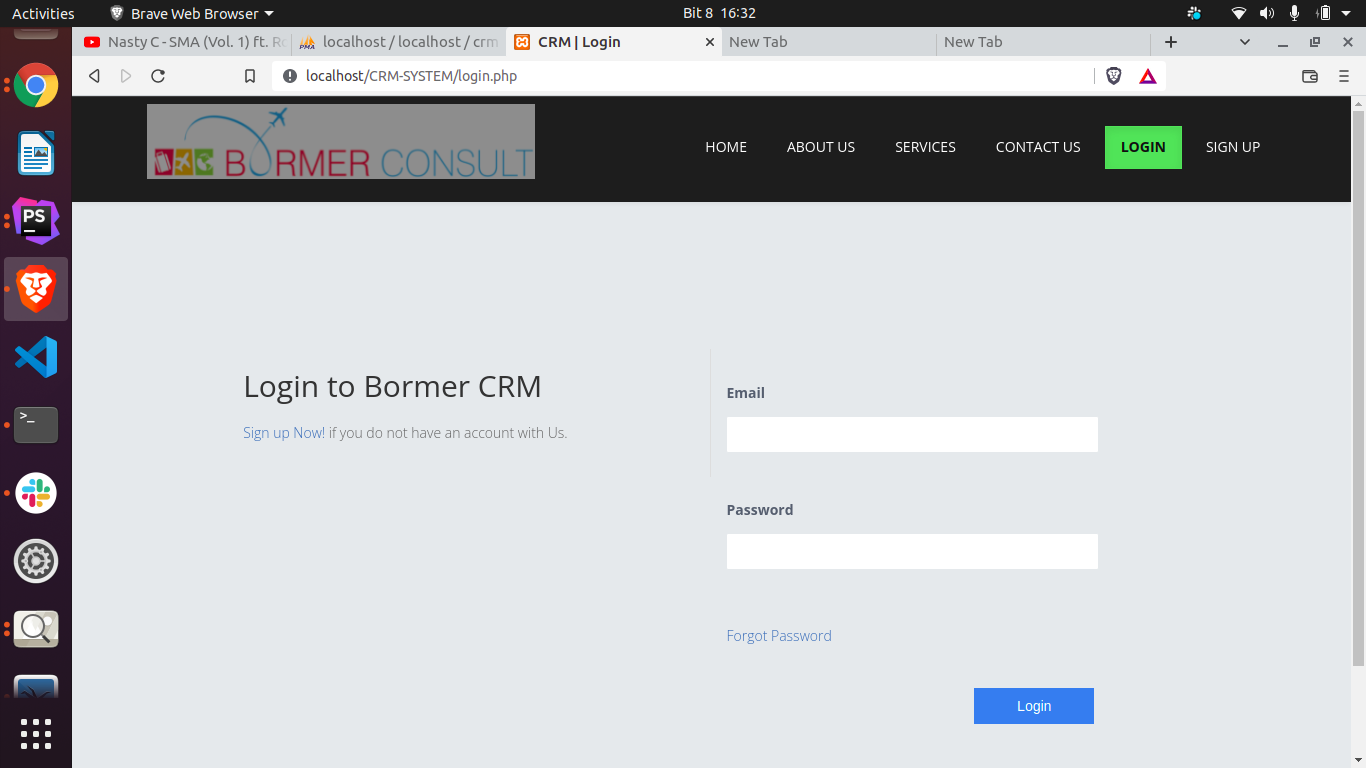 Activities
Brave Web Browser
Bit 8 16:32
Nasty C - SMA (Vol. 1) ft. Ro
PMA
localhost / localhost / crm
CRM | Login
New Tab
New Tab
localhost/CRM-SYSTEM/login.php
BORMER CONSULT
HOME
ABOUT US
SERVICES
CONTACT US
LOGIN
SIGN UP
PS
>_
Login to Bormer CRM
Sign up Now! if you do not have an account with Us.
Email
Password
Forgot Password
Login